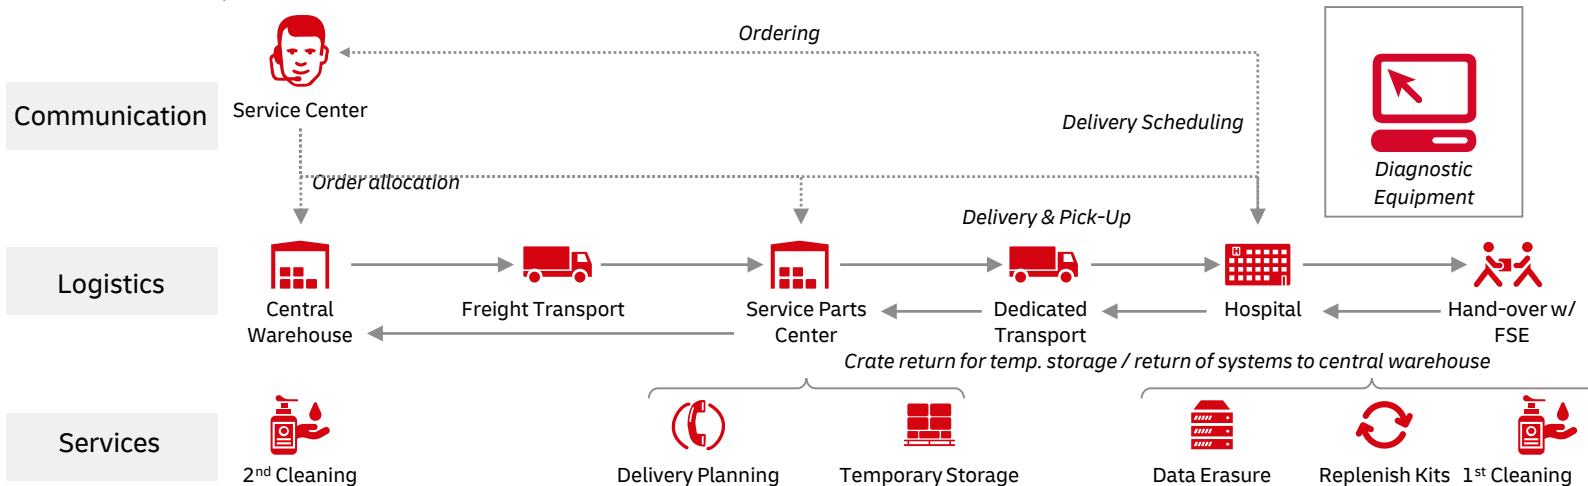 Ordering
Service Center
Communication
Delivery Scheduling
Diagnostic
Equipment
Order allocation
Delivery & Pick-Up
H
Logistics
Central
Warehouse
Freight Transport
Service Parts
Center
Dedicated
Transport
Hospital
Hand-over w/
FSE
Crate return for temp. storage / return of systems to central warehouse
Services
2nd Cleaning
Delivery Planning
Temporary Storage
Data Erasure
Replenish Kits
1st Cleaning